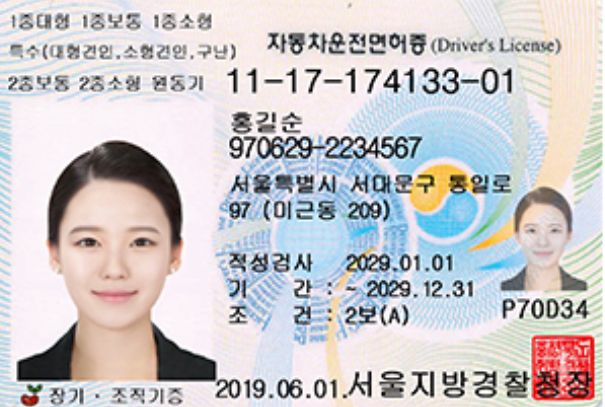 1종대형 1종보통 1종소형
특수(대형견인,소형견인,구난)
2종보통 2종소형 원동기
자동차운전면허증 (Driver's License)
11-17-174133-01
홍길순
970629-2234567
서울특별시 서대문구 통일로
97 (미근동 209)
적성검사 2029.01.01
기 간 : ~ 2029.12.31
조 건 : 2보(A)
P70D34
장기・조직기증
2019.06.01.서울지방경찰청장